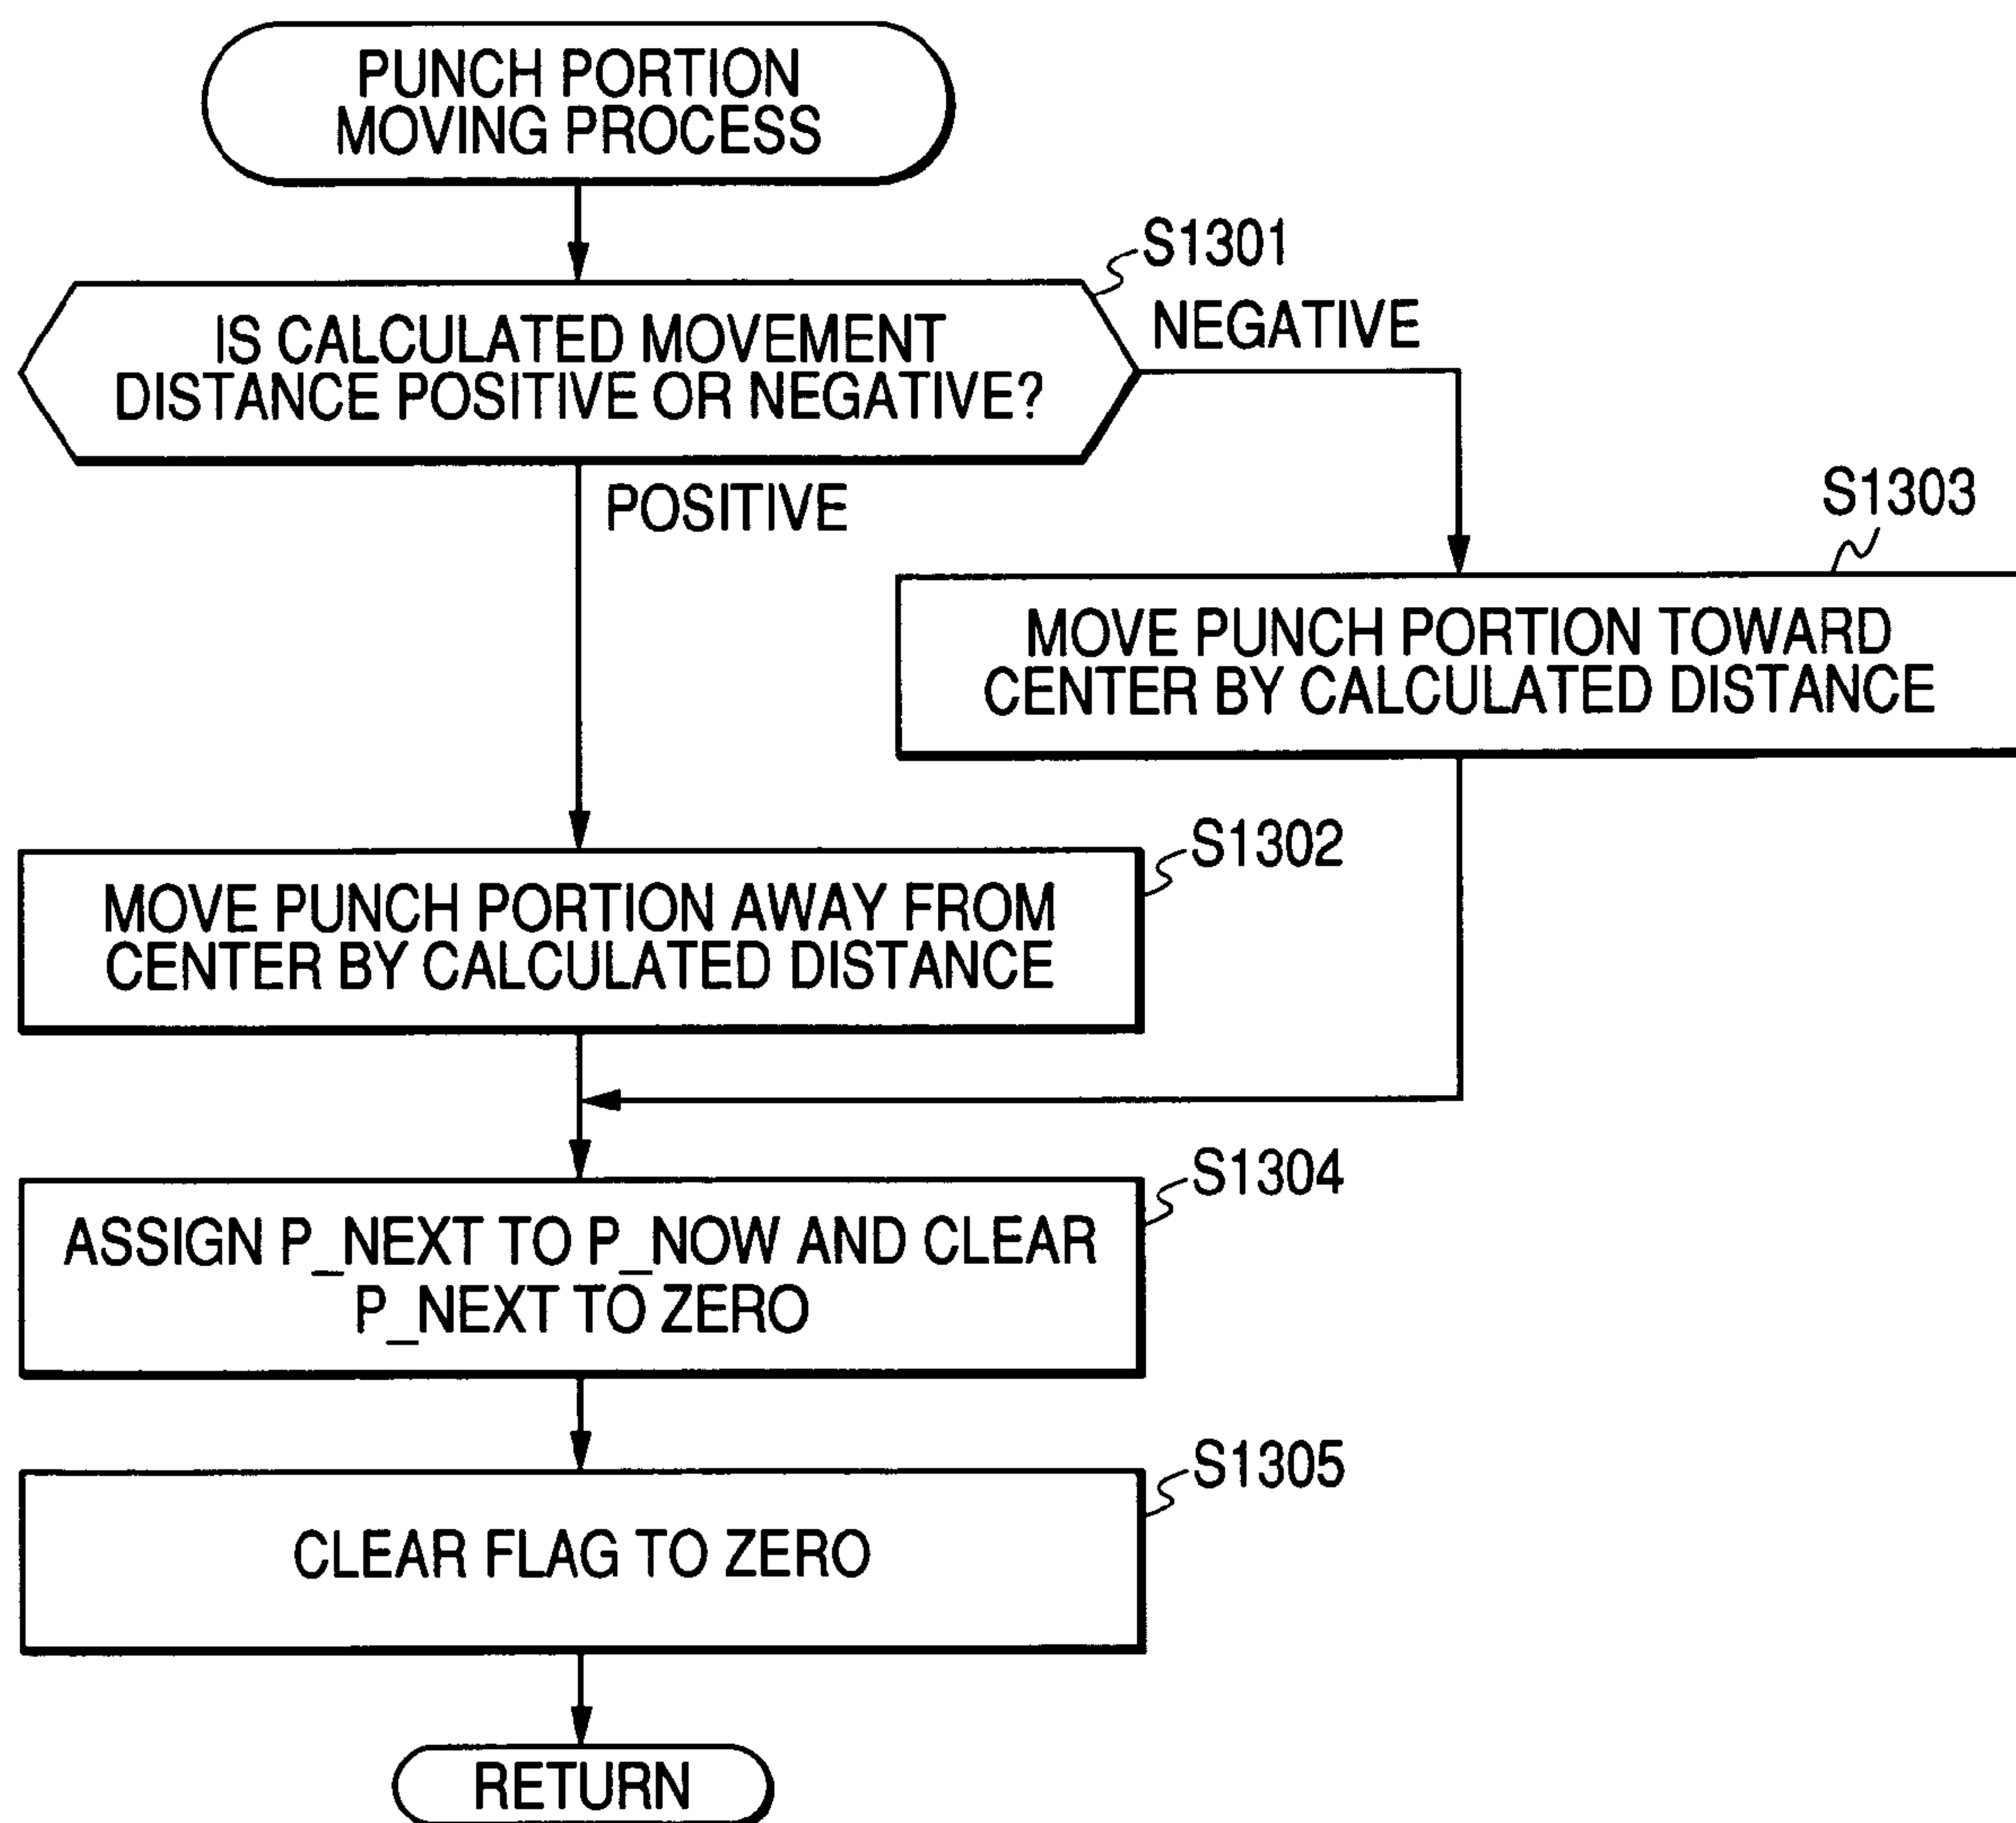 PUNCH PORTION
MOVING PROCESS
S1301
IS CALCULATED MOVEMENT
DISTANCE POSITIVE OR NEGATIVE?
NEGATIVE
POSITIVE
S1303
MOVE PUNCH PORTION TOWARD
CENTER BY CALCULATED DISTANCE
S1302
MOVE PUNCH PORTION AWAY FROM
CENTER BY CALCULATED DISTANCE
S1304
ASSIGN P_NEXT TO P_NOW AND CLEAR
P_NEXT TO ZERO
S1305
CLEAR FLAG TO ZERO
RETURN